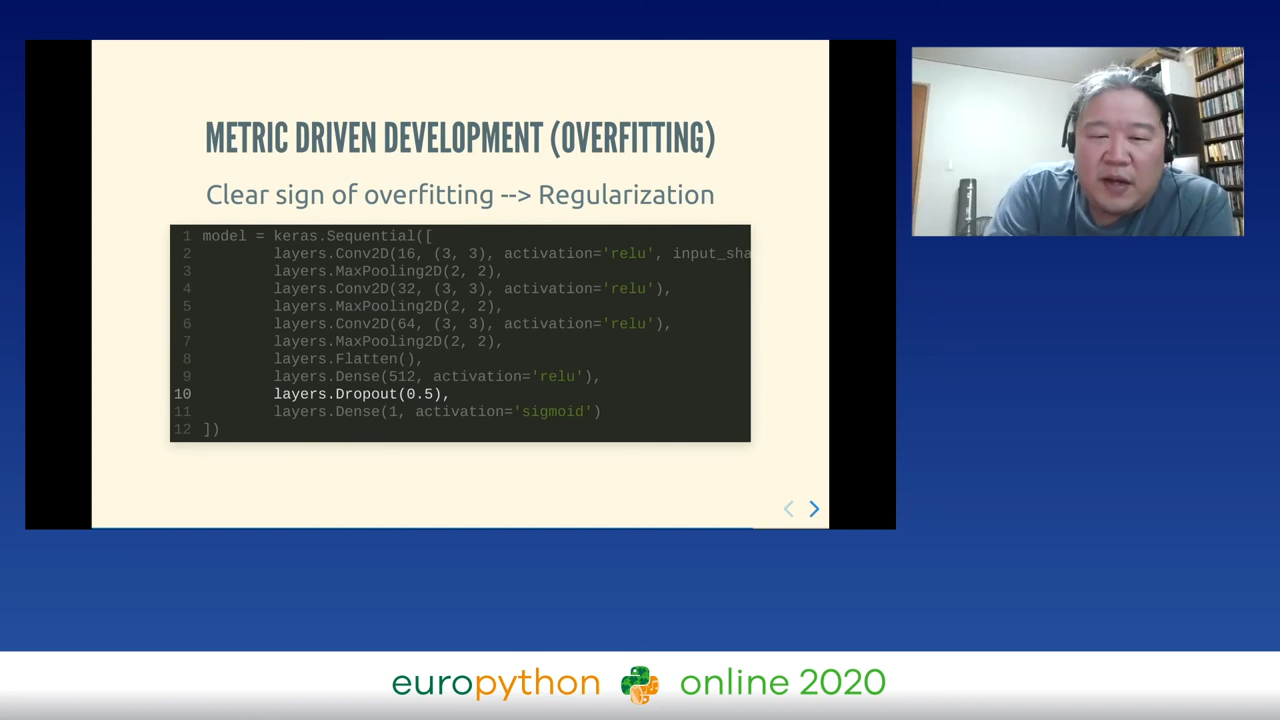 METRIC DRIVEN DEVELOPMENT (OVERFITTING)
Clear sign of overfitting --> Regularization
1 model = keras.Sequential([
2 layers.Conv2D(16, (3, 3), activation='relu', input_sha
3 layers.MaxPooling2D(2, 2),
4 layers.Conv2D(32, (3, 3), activation='relu'),
5 layers.MaxPooling2D(2, 2),
6 layers.Conv2D(64, (3, 3), activation='relu'),
7 layers.MaxPooling2D(2, 2),
8 layers.Flatten(),
9 layers.Dense(512, activation='relu'),
10 layers.Dropout(0.5),
11 layers.Dense(1, activation='sigmoid')
12 ])
europython online 2020